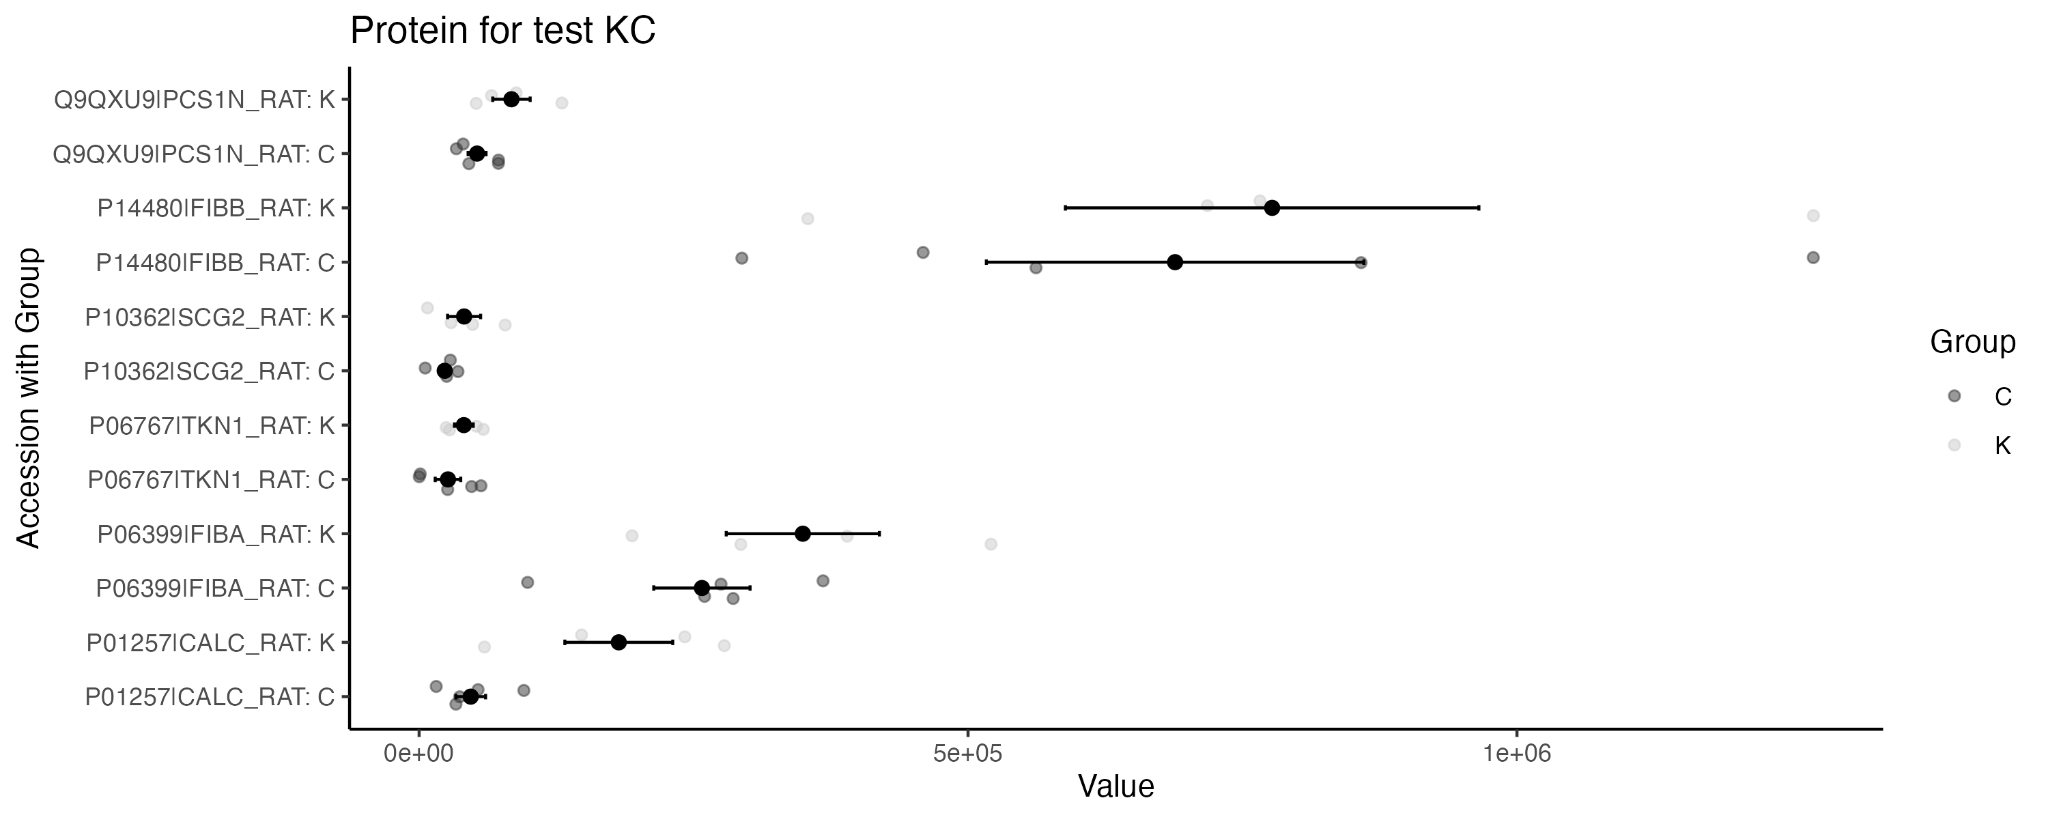 Protein for test KC
Accession with Group
Q9QXU9|PCS1N_RAT: K
Q9QXU9|PCS1N_RAT: C
P14480|FIBB_RAT: K
P14480|FIBB_RAT: C
P10362|SCG2_RAT: K
P10362|SCG2_RAT: C
P06767|TKN1_RAT: K
P06767|TKN1_RAT: C
P06399|FIBA_RAT: K
P06399|FIBA_RAT: C
P01257|CALC_RAT: K
P01257|CALC_RAT: C
0e+00 5e+05 1e+06
Value
Group
C
K